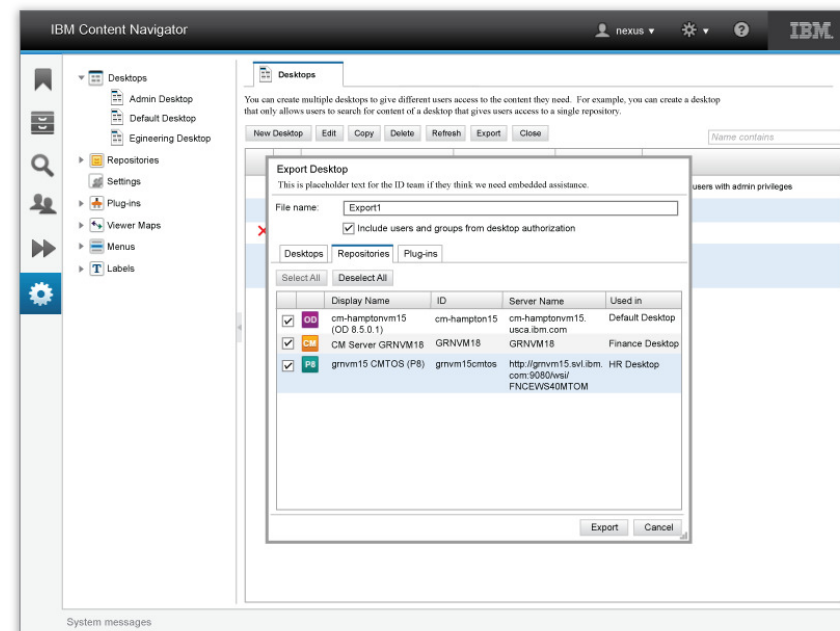 IBM Content Navigator
nexus
?
IBM
Desktops
Admin Desktop
Default Desktop
Egineering Desktop
Repositories
Settings
Plug-ins
Viewer Maps
Menus
T Labels
Desktops
You can create multiple desktops to give different users access to the content they need. For example, you can create a desktop
that only allows users to search for content of a desktop that gives users access to a single repository.
New Desktop Edit Copy Delete Refresh Export Close
Name contains
users with admin privileges
Export Desktop
This is placeholder text for the ID team if they think we need embedded assistance.
File name: Export1
Include users and groups from desktop authorization
Desktops Repositories Plug-ins
Select All Deselect All
Display Name ID Server Name Used in
OD cm-hamptonvm15 cm-hampton15 cm-hamptonvm15. Default Desktop
(OD 8.5.0.1) usca.ibm.com
CM CM Server GRNVM18 GRNVM18 GRNVM18 Finance Desktop
P8 grnvm15 CMTOS (P8) grnvm15cmtos http://grnvm15.svl.ibm. HR Desktop
com:9080/wsi/
FNCEWS40MTOM
Export Cancel
System messages